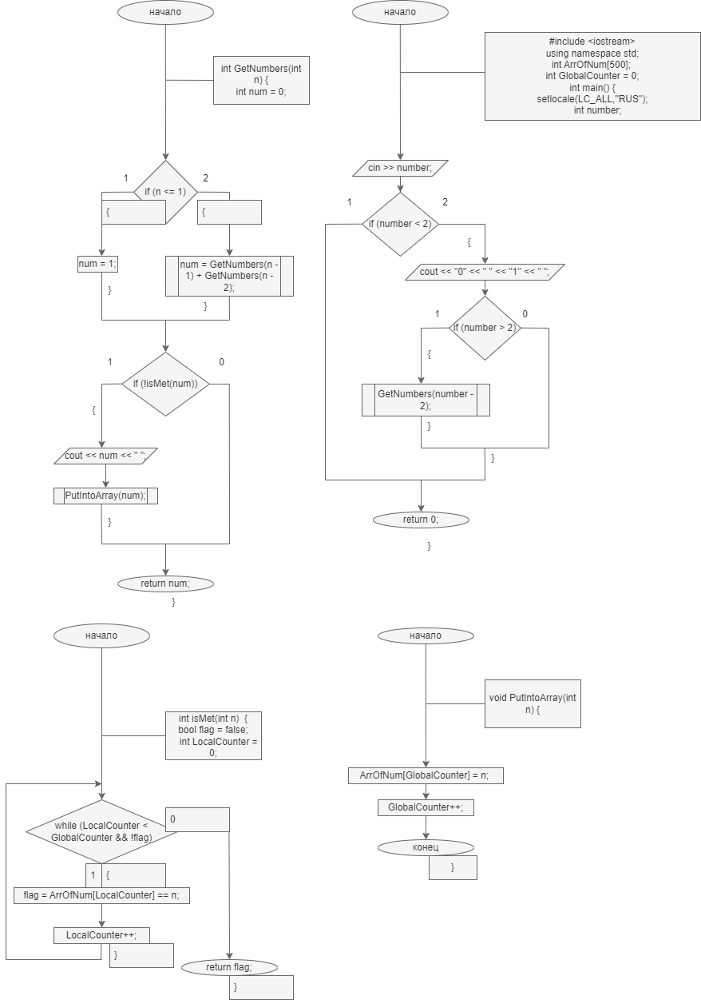 начало
int GetNumbers(int
n) {
int num = 0;
1
2
if (n <= 1)
{
{
num = 1;
num = GetNumbers(n -
1) + GetNumbers(n -
2);
}
}
1
0
if (!isMet(num))
{
cout << num << " ";
PutIntoArray(num);
}
return num;
}
начало
#include <iostream>
using namespace std;
int ArrOfNum[500];
int GlobalCounter = 0;
int main() {
setlocale(LC_ALL,"RUS");
int number;
cin >> number;
1
2
if (number < 2)
{
cout << "0" << " " << "1" << " ";
1
0
if (number > 2)
{
GetNumbers(number -
2);
}
}
return 0;
}
начало
int isMet(int n)  {
bool flag = false;
int LocalCounter =
0;
while (LocalCounter <
GlobalCounter && !flag)
0
1
{
flag = ArrOfNum[LocalCounter] == n;
LocalCounter++;
}
return flag;
}
начало
void PutIntoArray(int
n) {
ArrOfNum[GlobalCounter] = n;
GlobalCounter++;
конец
}